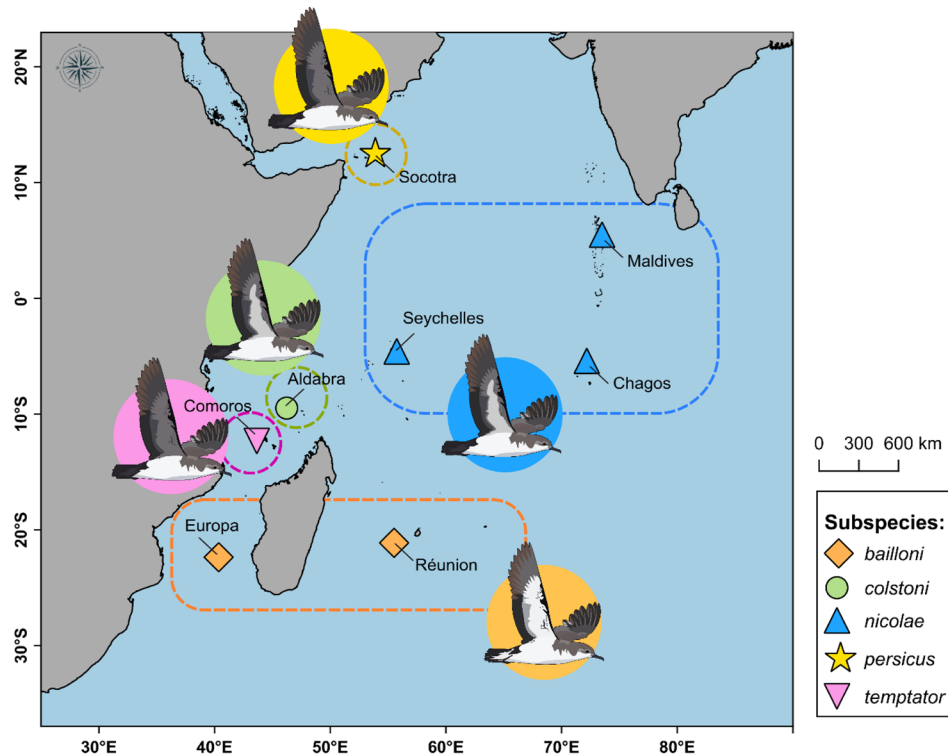 20°N
10°N
0°
10°S
20°S
30°S
Socotra
Maldives
Seychelles
Chagos
Aldabra
Comoros
Europa
Réunion
0 300 600 km
Subspecies:
bailloni
colstoni
nicolae
persicus
temptator
30°E 40°E 50°E 60°E 70°E 80°E